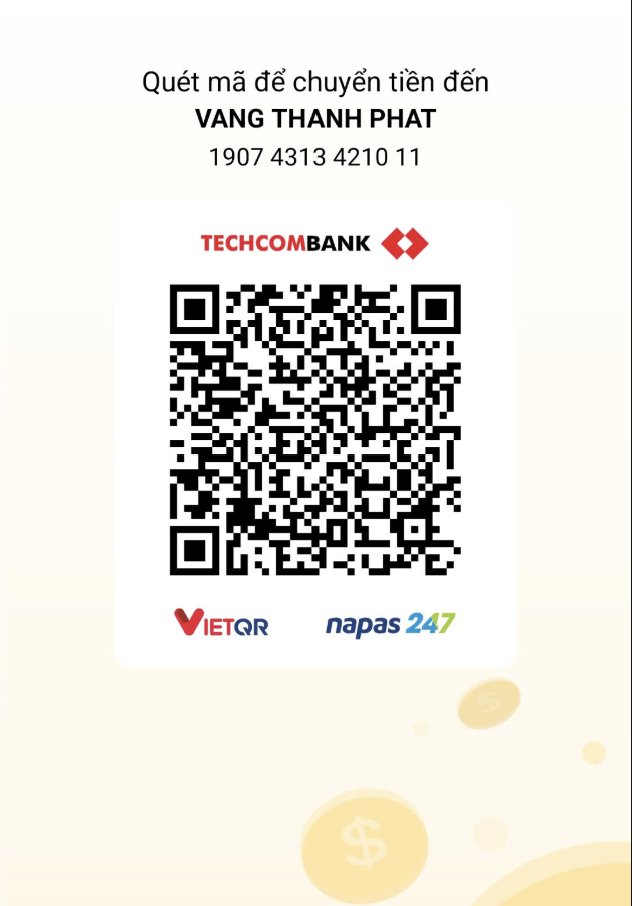 Quét mã để chuyển tiền đến
VANG THANH PHAT
1907 4313 4210 11
TECHCOMBANK
VIETQR
napas 247
$
$